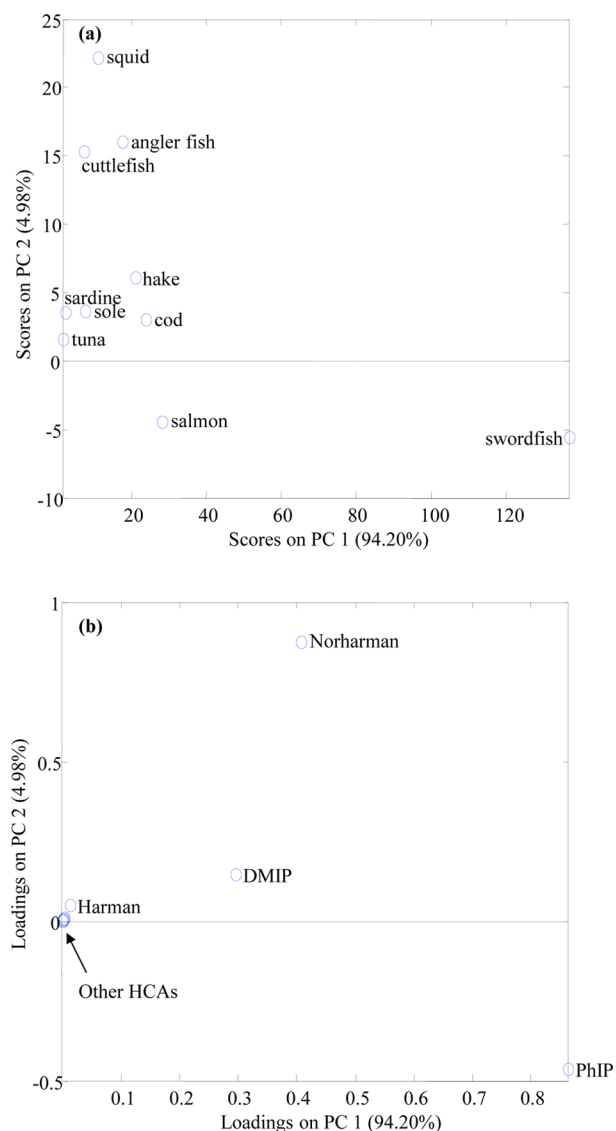 (a)
25
20
15
10
5
0
-5
-10
Scores on PC 2 (4.98%)
squid
angler fish
cuttlefish
hake
sardine
sole
cod
tuna
salmon
swordfish
20 40 60 80 100 120
Scores on PC 1 (94.20%)
(b)
1
0.5
0
-0.5
Loadings on PC 2 (4.98%)
Norharman
DMIP
Harman
Other HCAs
PhIP
0.1 0.2 0.3 0.4 0.5 0.6 0.7 0.8
Loadings on PC 1 (94.20%)